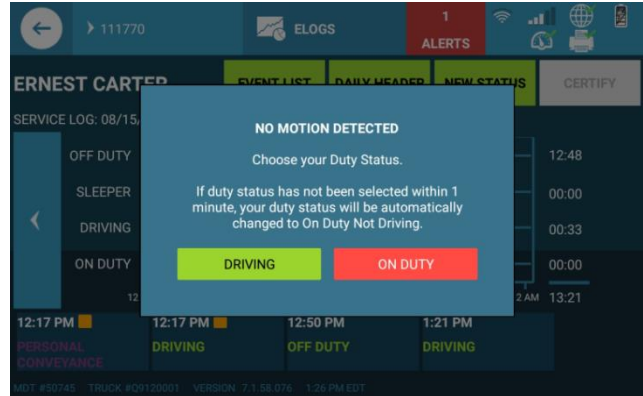 111770
ELOGS
1
ALERTS
ERNEST CARTER
EVENT LIST
DAILY HEADER
NEW STATUS
CERTIFY
SERVICE LOG: 08/15/
NO MOTION DETECTED
Choose your Duty Status.
If duty status has not been selected within 1
minute, your duty status will be automatically
changed to On Duty Not Driving.
DRIVING
ON DUTY
OFF DUTY
12:48
SLEEPER
00:00
DRIVING
00:33
ON DUTY
00:00
12
2 AM
13:21
12:17 PM
12:17 PM
12:50 PM
1:21 PM
PERSONAL
CONVEYANCE
DRIVING
OFF DUTY
DRIVING
MDT #50745 TRUCK #Q9120001 VERSION 7.1.58.076 1:26 PM EDT